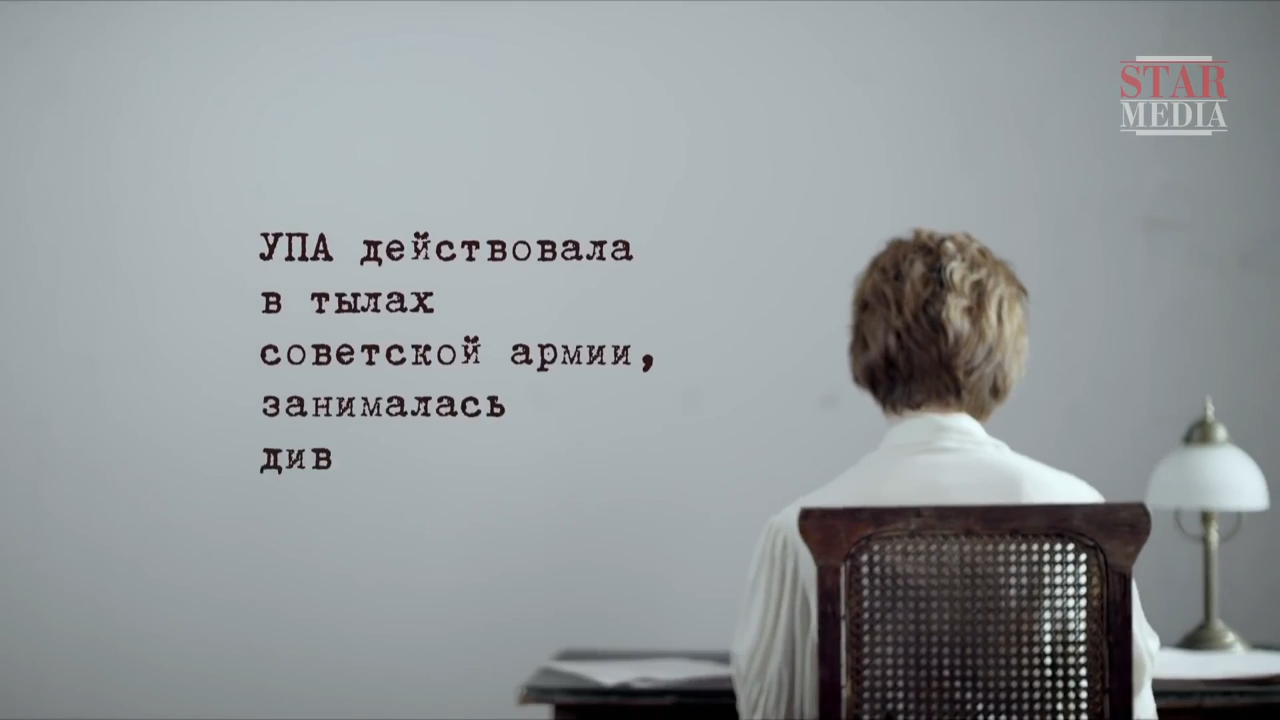 STAR
MEDIA
УПА действовала
в тылах
советской армии,
занималась
див